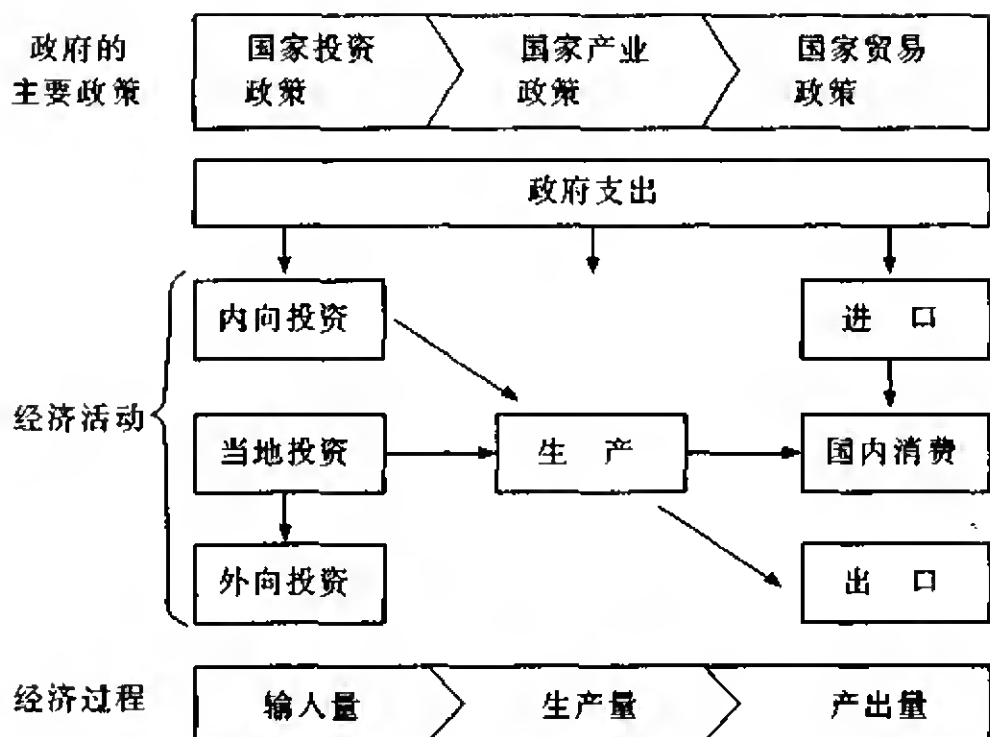 政府的
主要政策
国家投资
政策
国家产业
政策
国家贸易
政策
政府支出
内向投资
进 口
经济活动
当地投资
生 产
国内消费
外向投资
出 口
经济过程
输人量
生产量
产出量